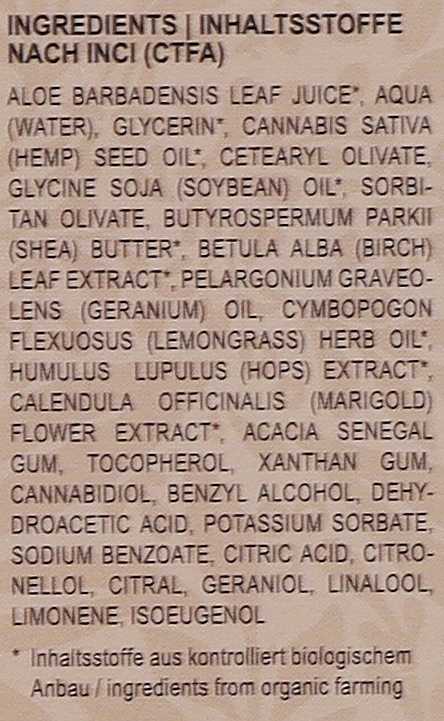 INGREDIENTS | INHALTSSTOFFE
NACH INCI (CTFA)
ALOE BARBADENSIS LEAF JUICE*, AQUA
(WATER), GLYCERIN*, CANNABIS SATIVA
(HEMP) SEED OIL*, CETEARYL OLIVATE,
GLYCINE SOJA (SOYBEAN) OIL*, SORBI-
TAN OLIVATE, BUTYROSPERMUM PARKII
(SHEA) BUTTER*, BETULA ALBA (BIRCH)
LEAF EXTRACT*, PELARGONIUM GRAVEO-
LENS (GERANIUM) OIL, CYMBOPOGON
FLEXUOSUS (LEMONGRASS) HERB OIL*,
HUMULUS LUPULUS (HOPS) EXTRACT*,
CALENDULA OFFICINALIS (MARIGOLD)
FLOWER EXTRACT*, ACACIA SENEGAL
GUM, TOCOPHEROL, XANTHAN GUM,
CANNABIDIOL, BENZYL ALCOHOL, DEHY-
DROACETIC ACID, POTASSIUM SORBATE,
SODIUM BENZOATE, CITRIC ACID, CITRO-
NELLOL, CITRAL, GERANIOL, LINALOOL,
LIMONENE, ISOEUGENOL
* Inhaltsstoffe aus kontrolliert biologischem
Anbau / ingredients from organic farming